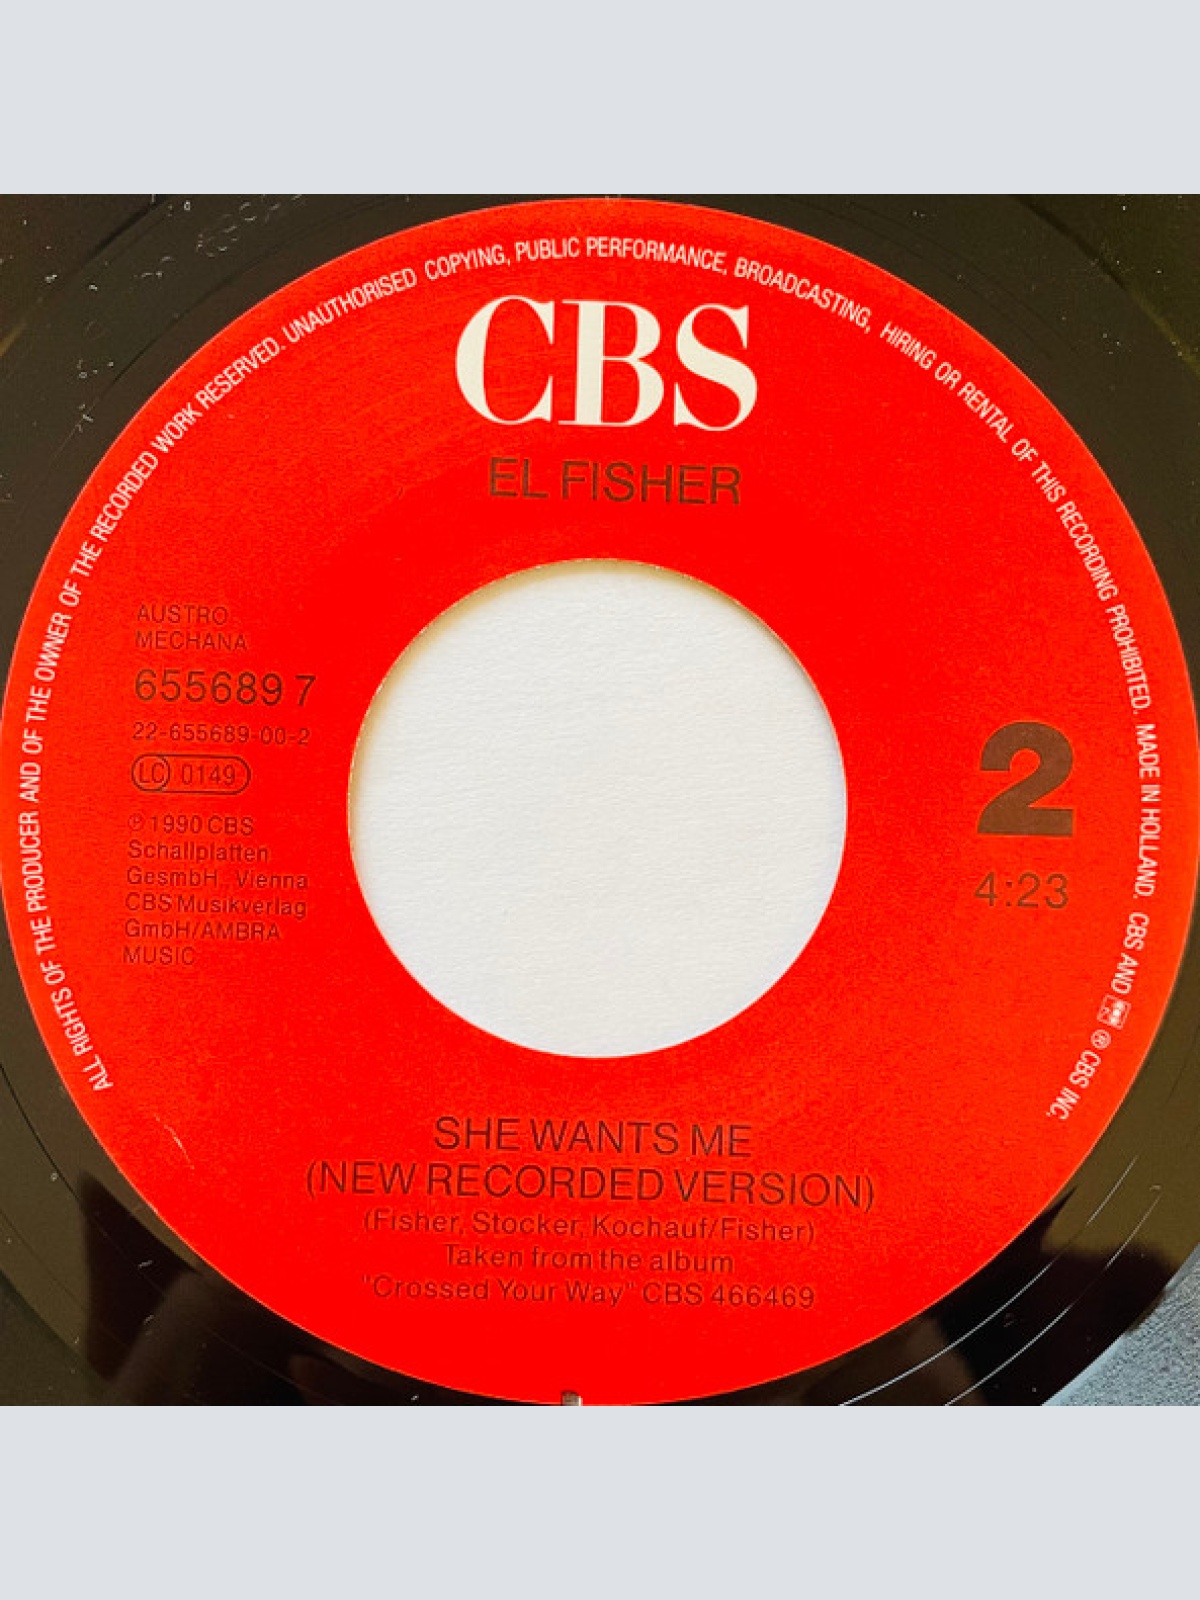 ALL RIGHTS OF THE PRODUCER AND OF THE OWNER OF THE RECORDED WORK RESERVED. UNAUTHORISED COPYING, PUBLIC PERFORMANCE, BROADCASTING, HIRING OR RENTAL OF THIS RECORDING PROHIBITED. MADE IN HOLLAND. CBS AND ® CBS INC.
CBS
EL FISHER
AUSTRO
MECHANA
655689 7
22-655689-00-2
LC 0149
℗ 1990 CBS
Schallplatten
GesmbH., Vienna
CBS Musikverlag
GmbH/AMBRA
MUSIC
2
4:23
SHE WANTS ME
(NEW RECORDED VERSION)
(Fisher, Stocker, Kochauf/Fisher)
Taken from the album
"Crossed Your Way" CBS 466469